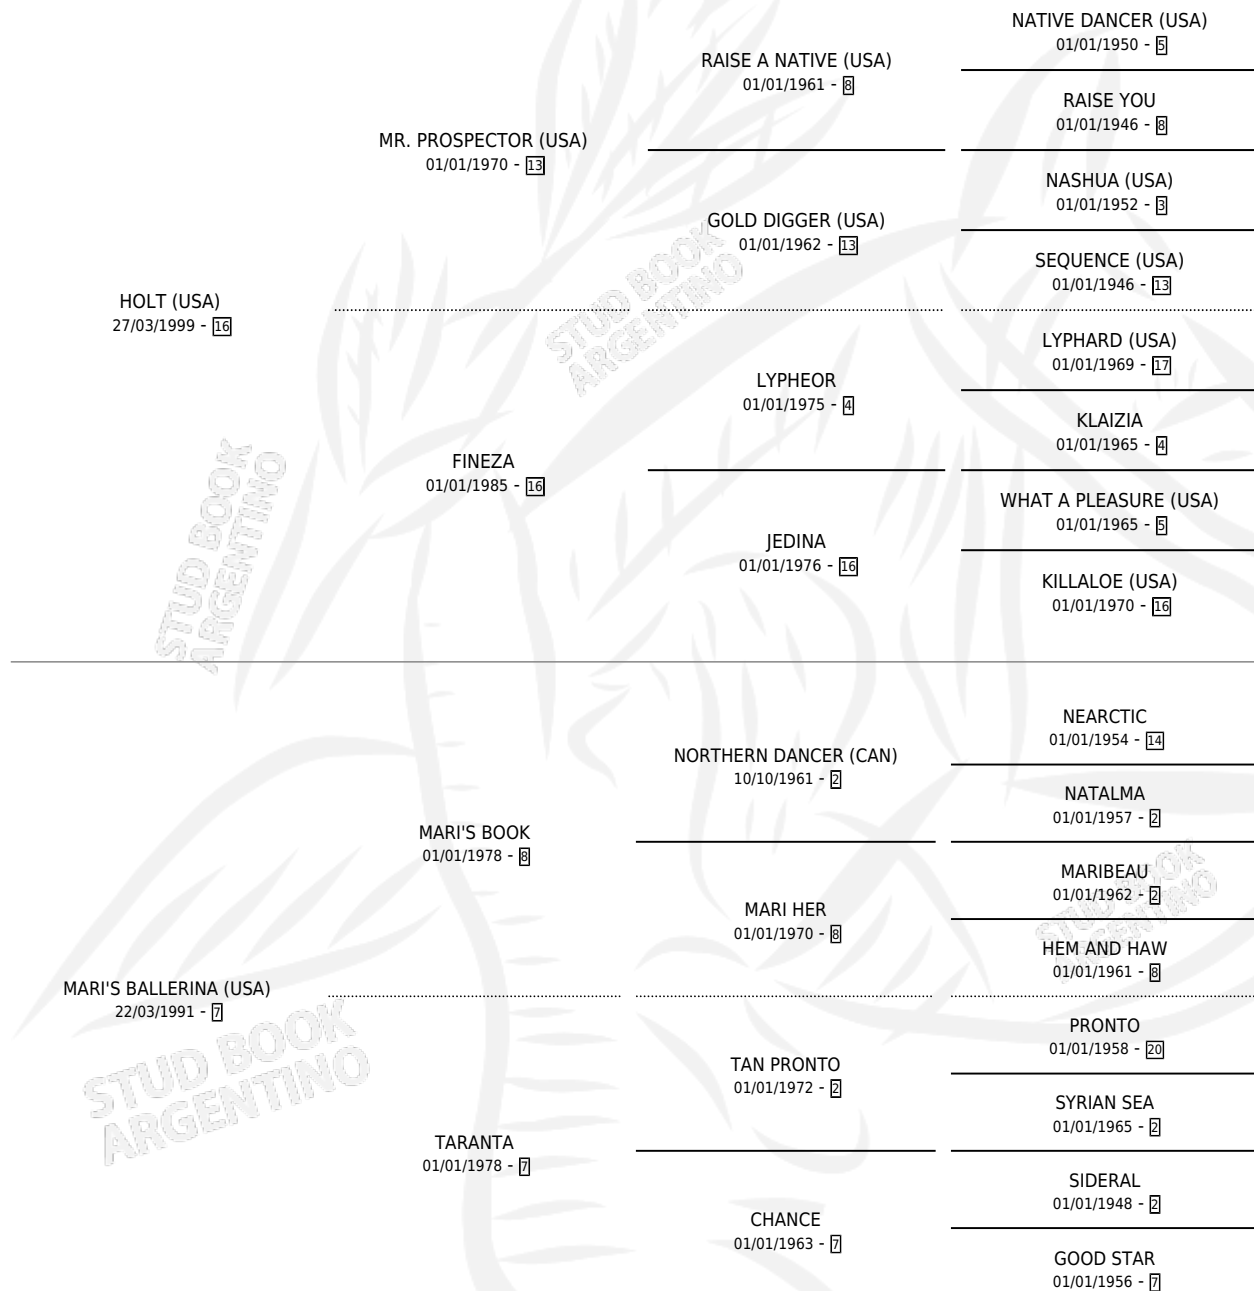 NATIVE DANCER (USA)
01/01/1950 - 5
RAISE A NATIVE (USA)
01/01/1961 - 8
RAISE YOU
01/01/1946 - 8
MR. PROSPECTOR (USA)
01/01/1970 - 13
NASHUA (USA)
01/01/1952 - 3
GOLD DIGGER (USA)
01/01/1962 - 13
SEQUENCE (USA)
01/01/1946 - 13
HOLT (USA)
27/03/1999 - 16
LYPHARD (USA)
01/01/1969 - 17
LYPHEOR
01/01/1975 - 4
KLAIZIA
01/01/1965 - 4
FINEZA
01/01/1985 - 16
WHAT A PLEASURE (USA)
01/01/1965 - 5
JEDINA
01/01/1976 - 16
KILLALOE (USA)
01/01/1970 - 16
NEARCTIC
01/01/1954 - 14
NORTHERN DANCER (CAN)
10/10/1961 - 2
NATALMA
01/01/1957 - 2
MARI'S BOOK
01/01/1978 - 8
MARIBEAU
01/01/1962 - 2
MARI HER
01/01/1970 - 8
HEM AND HAW
01/01/1961 - 8
MARI'S BALLERINA (USA)
22/03/1991 - 7
PRONTO
01/01/1958 - 20
TAN PRONTO
01/01/1972 - 2
SYRIAN SEA
01/01/1965 - 2
TARANTA
01/01/1978 - 7
SIDERAL
01/01/1948 - 2
CHANCE
01/01/1963 - 7
GOOD STAR
01/01/1956 - 7
STUD BOOK
ARGENTINO
STUD BOOK
ARGENTINO
STUD BOOK
ARGENTINO
STUD BOOK
ARGENTINO